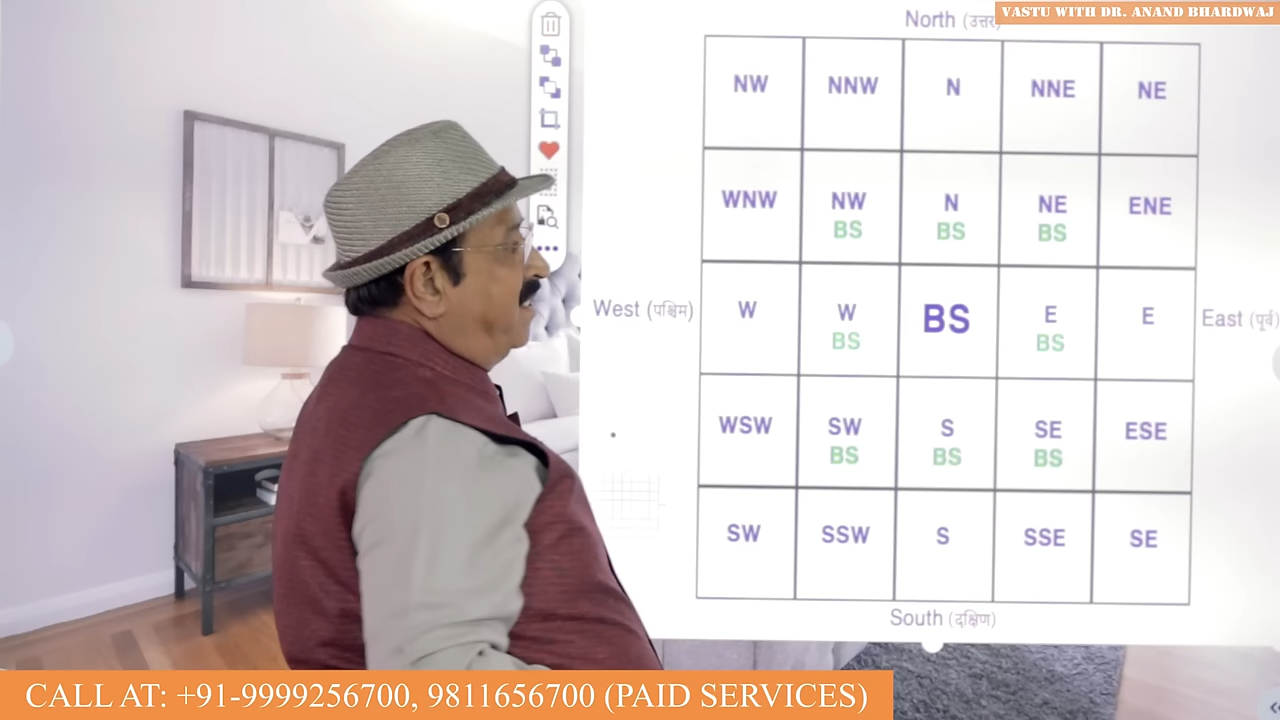 VASTU WITH DR. ANAND BHARDWAJ
North (उत्तर)
NW NNW N NNE NE
WNW NW N NE ENE
BS BS BS
West (पश्चिम) W W BS E E East (पूर्व)
BS BS
WSW SW S SE ESE
BS BS BS
SW SSW S SSE SE
South (दक्षिण)
CALL AT: +91-9999256700, 9811656700 (PAID SERVICES)